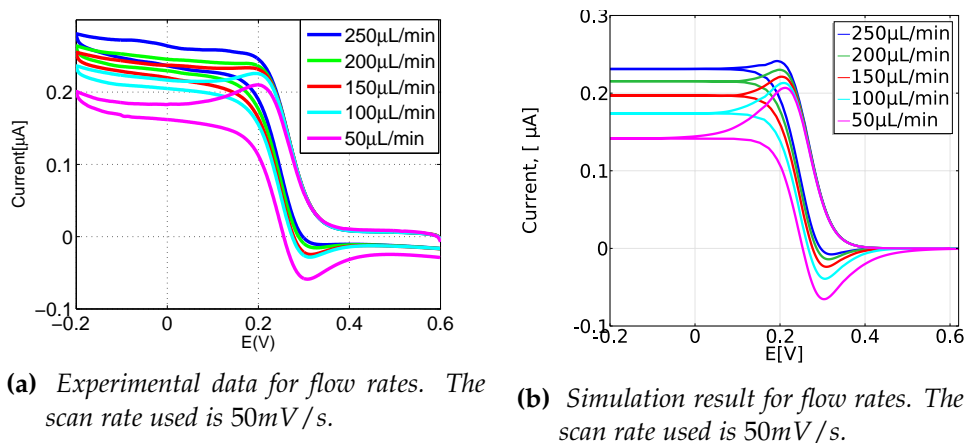 250µL/min
200µL/min
150µL/min
100µL/min
50µL/min
Current[µA]
0.2
0.1
0
−0.1
−0.2
0
0.2
0.4
0.6
E(V)
(a) Experimental data for flow rates. The
scan rate used is 50mV/s.
250µL/min
200µL/min
150µL/min
100µL/min
50µL/min
Current, [ µA]
0.3
0.2
0.1
0
-0.1
-0.2
0
0.2
0.4
0.6
E[V]
(b) Simulation result for flow rates. The
scan rate used is 50mV/s.